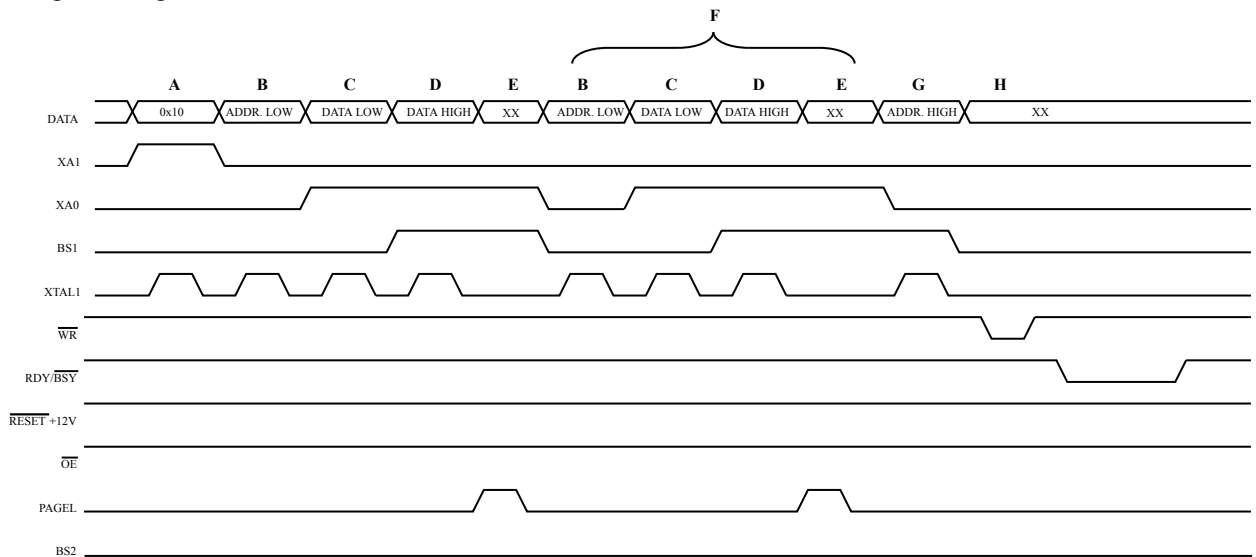 F
A B C D E B C D E G H
DATA 0x10 ADDR. LOW DATA LOW DATA HIGH XX ADDR. LOW DATA LOW DATA HIGH XX ADDR. HIGH XX
XA1
XA0
BS1
XTAL1
WR
RDY/BSY
RESET +12V
OE
PAGEL
BS2